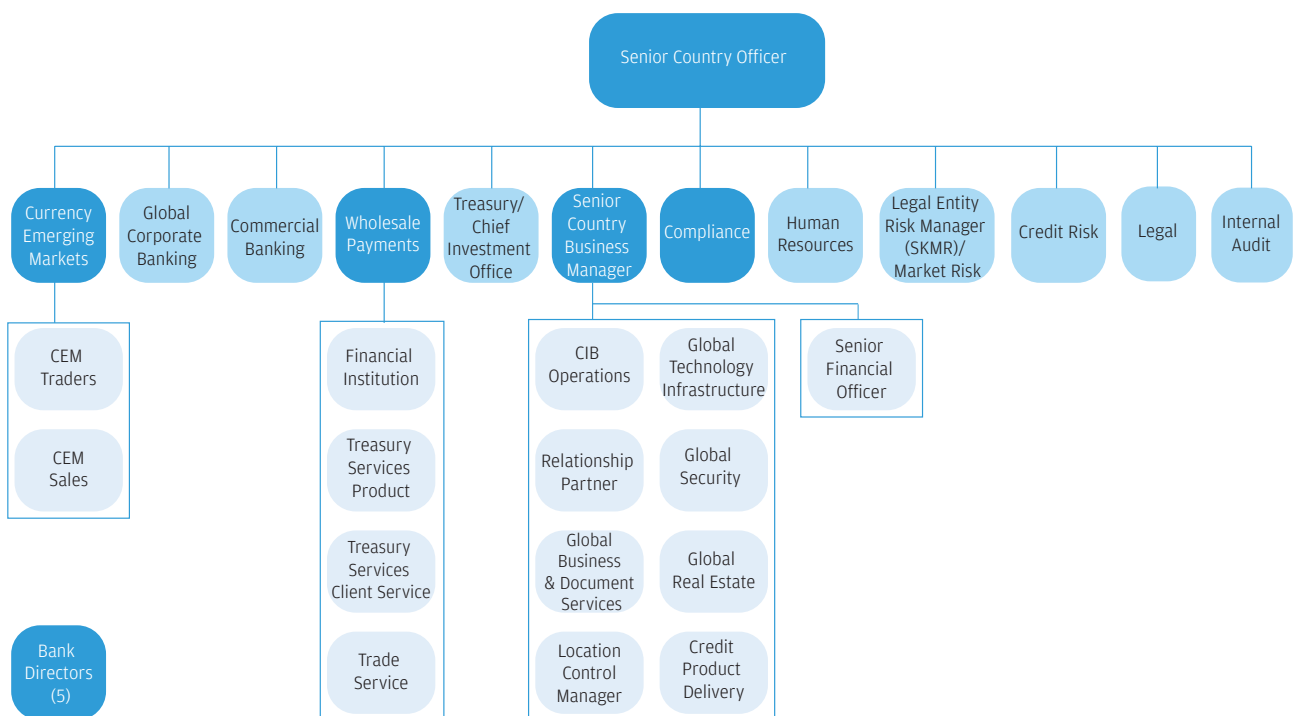 Senior Country Officer
Currency
Emerging
Markets
Global
Corporate
Banking
Commercial
Banking
Wholesale
Payments
Treasury/
Chief
Investment
Office
Senior
Country
Business
Manager
Compliance
Human
Resources
Legal Entity
Risk Manager
(SKMR)/
Market Risk
Credit Risk
Legal
Internal
Audit
CEM
Traders
CEM
Sales
Financial
Institution
Treasury
Services
Product
Treasury
Services
Client Service
Trade
Service
CIB
Operations
Global
Technology
Infrastructure
Relationship
Partner
Global
Security
Global
Business
& Document
Services
Global
Real Estate
Location
Control
Manager
Credit
Product
Delivery
Senior
Financial
Officer
Bank
Directors
(5)